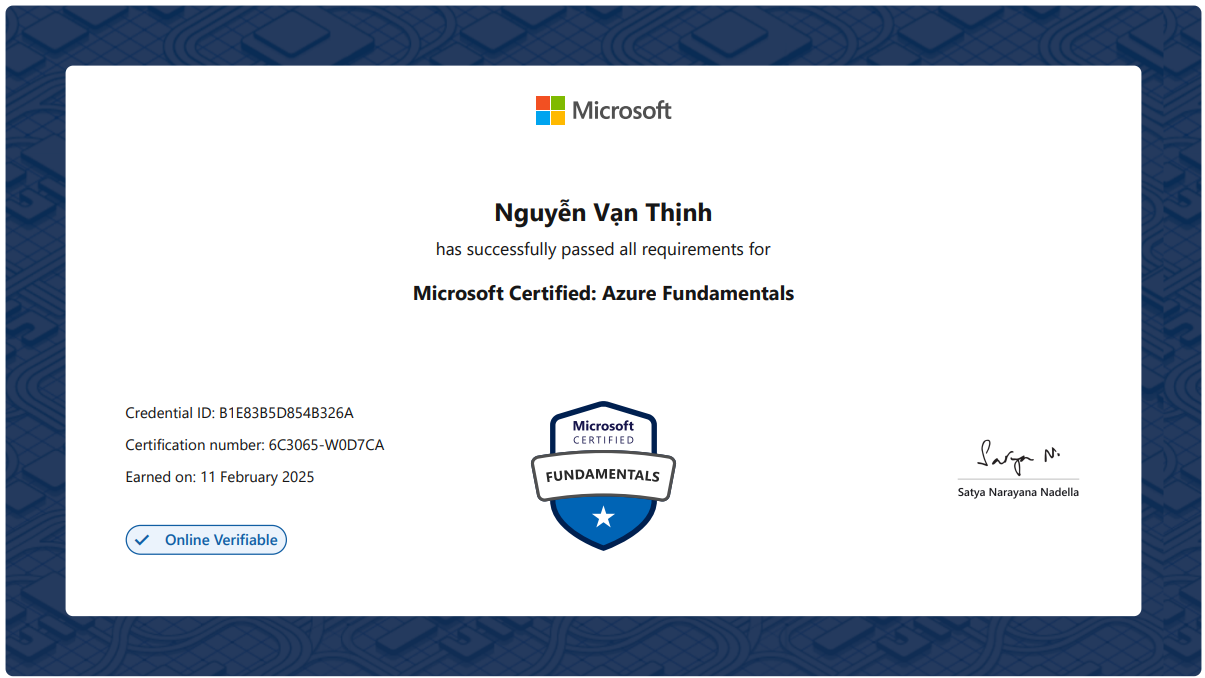 Microsoft
Nguyễn Vạn Thịnh
has successfully passed all requirements for
Microsoft Certified: Azure Fundamentals
Credential ID: B1E83B5D854B326A
Certification number: 6C3065-W0D7CA
Earned on: 11 February 2025
Online Verifiable
Microsoft
CERTIFIED
FUNDAMENTALS
Satya N.
Satya Narayana Nadella